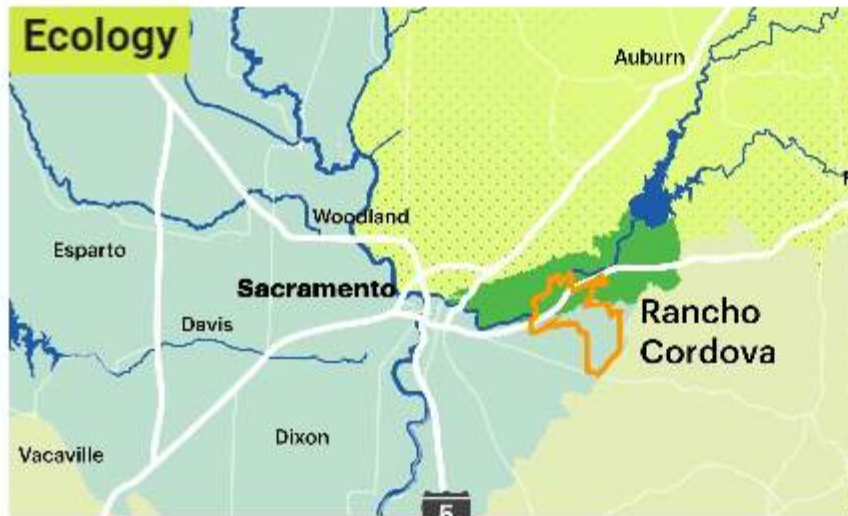 Ecology
Auburn
Woodland
Esparto
Sacramento
Davis
Rancho
Cordova
Dixon
Vacaville
5